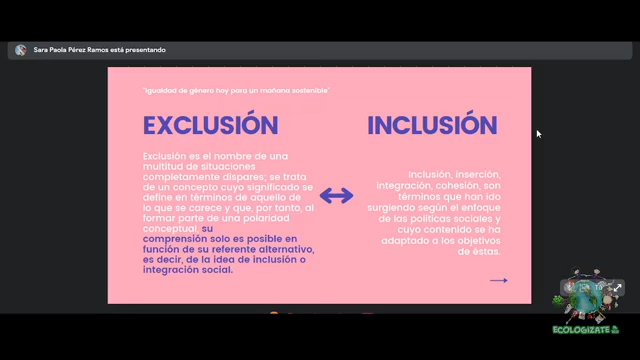 Sara Paola Pérez Ramos está presentando
"Igualdad de género hoy para un mañana sostenible"
EXCLUSIÓN
Exclusión es el nombre de una
multitud de situaciones
completamente dispares; se trata
de un concepto cuyo significado se
define en términos de aquello de
lo que se carece y que, por tanto, al
formar parte de una polaridad
conceptual, su
comprensión solo es posible en
función de su referente alternativo,
es decir, de la idea de inclusión o
integración social.
INCLUSIÓN
Inclusión, inserción,
integración, cohesión, son
términos que han ido
surgiendo según el enfoque
de las políticas sociales y
cuyo contenido se ha
adaptado a los objetivos
de éstas.
ECOLOGIZATE